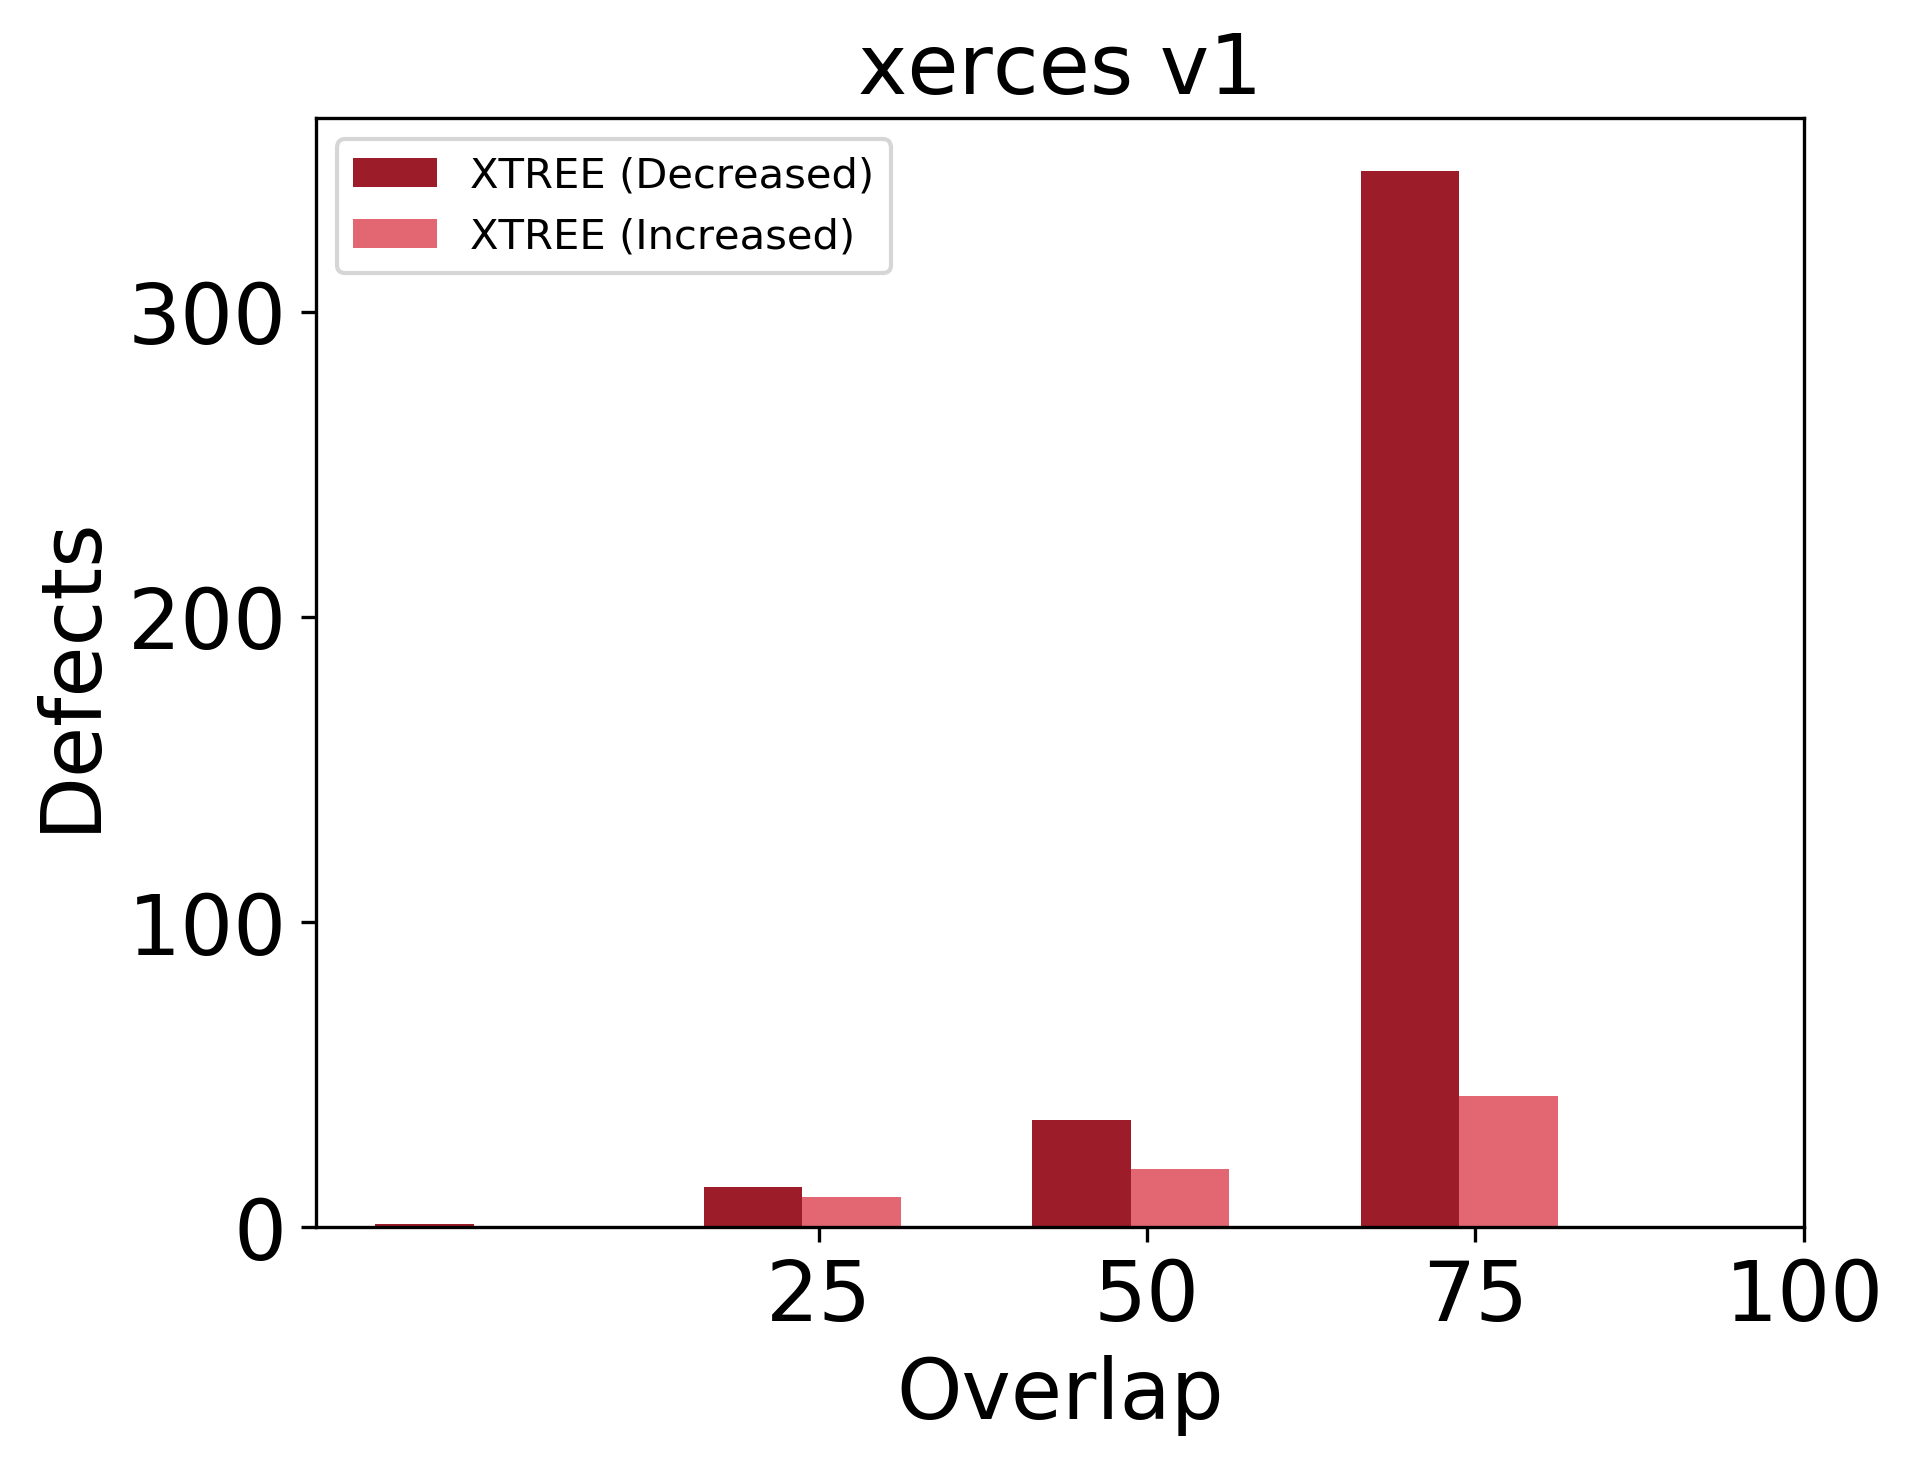 xerces v1
XTREE (Decreased)
XTREE (Increased)
Defects
300
200
100
0
25 50 75 100
Overlap